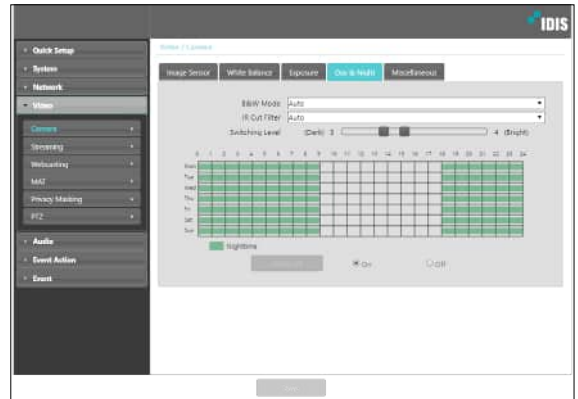 IDIS
Quick Setup
Video / Camera
System
Image Sensor White Balance Exposure Day & Night Miscellaneous
Network
Video
B&W Mode Auto
IR Cut Filter Auto
Camera
Switching Level (Dark) 3 4 (Bright)
Streaming
Webcasting
MAT
Privacy Masking
PTZ
0 1 2 3 4 5 6 7 8 9 10 11 12 13 14 15 16 17 18 19 20 21 22 23 24
Mon
Tue
Wed
Thu
Fri
Sat
Sun
Audio
Nighttime
Event Action
On Off
Event
Save